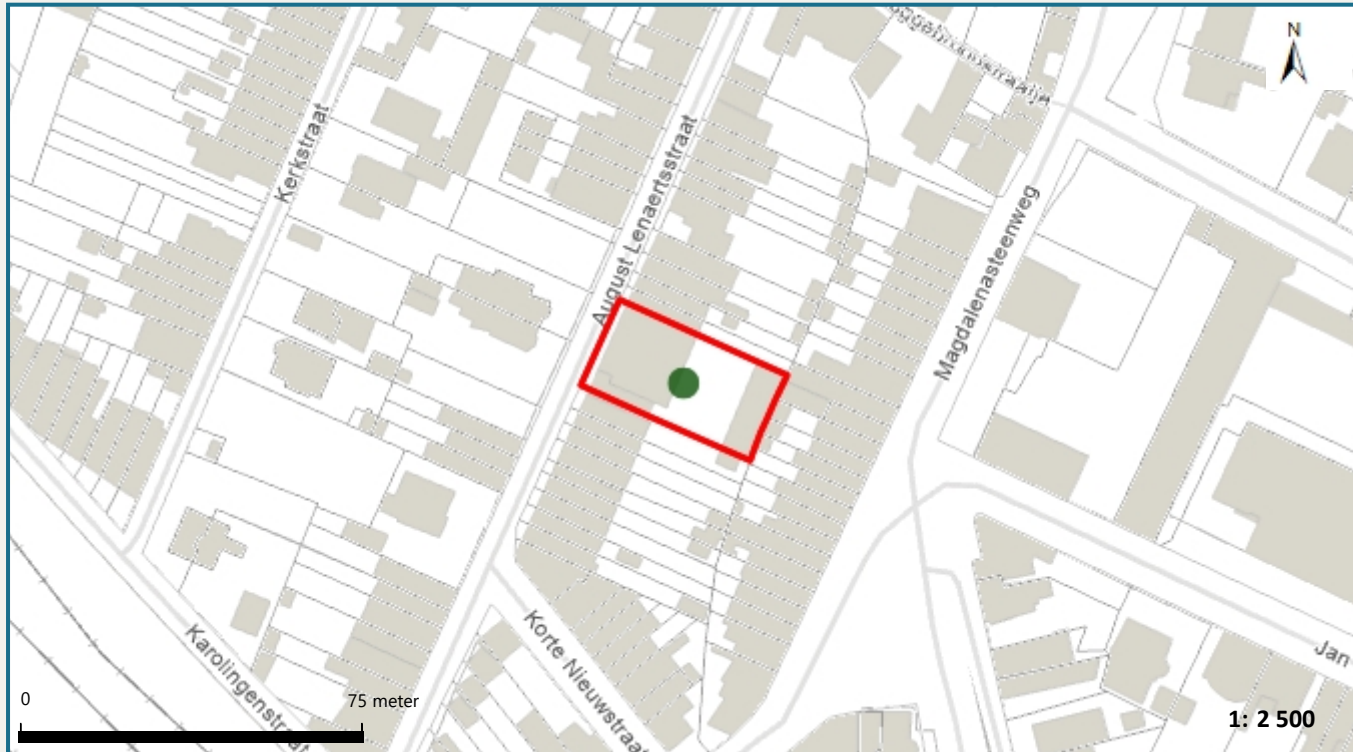 N
Kerkstraat
August Lenaertsstraat
Magdalenasteenweg
Korte Nieuwstraat
Karolingenstraat
Jan
0
75 meter
1: 2 500